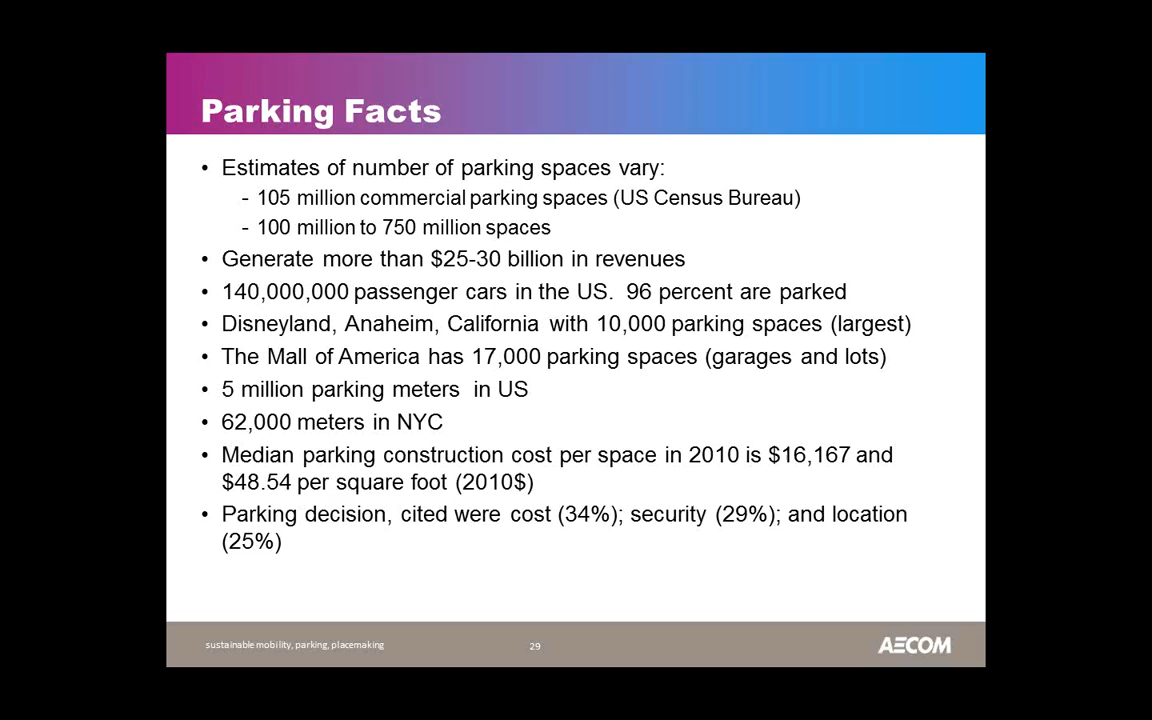 Parking Facts
• Estimates of number of parking spaces vary:
- 105 million commercial parking spaces (US Census Bureau)
- 100 million to 750 million spaces
• Generate more than $25-30 billion in revenues
• 140,000,000 passenger cars in the US.  96 percent are parked
• Disneyland, Anaheim, California with 10,000 parking spaces (largest)
• The Mall of America has 17,000 parking spaces (garages and lots)
• 5 million parking meters  in US
• 62,000 meters in NYC
• Median parking construction cost per space in 2010 is $16,167 and
$48.54 per square foot (2010$)
• Parking decision, cited were cost (34%); security (29%); and location
(25%)
sustainable mobility, parking, placemaking
29
AECOM